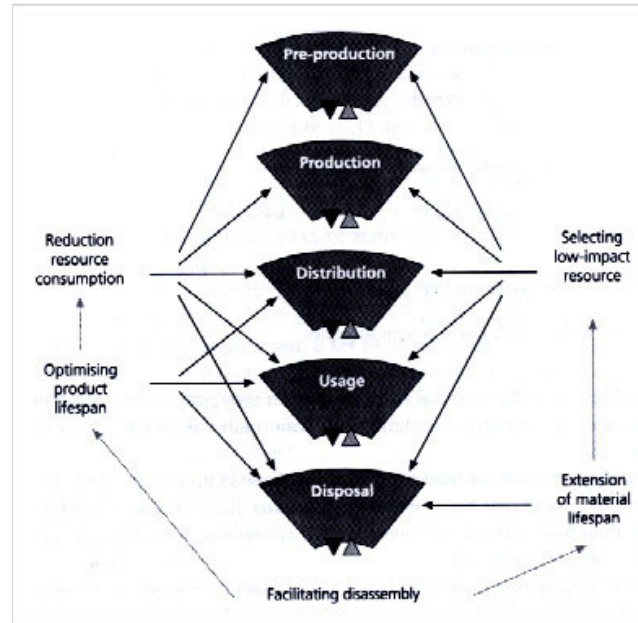 Pre-production
Production
Reduction
resource
consumption
Distribution
Selecting
low-impact
resource
Optimising
product
lifespan
Usage
Disposal
Extension
of material
lifespan
Facilitating disassembly